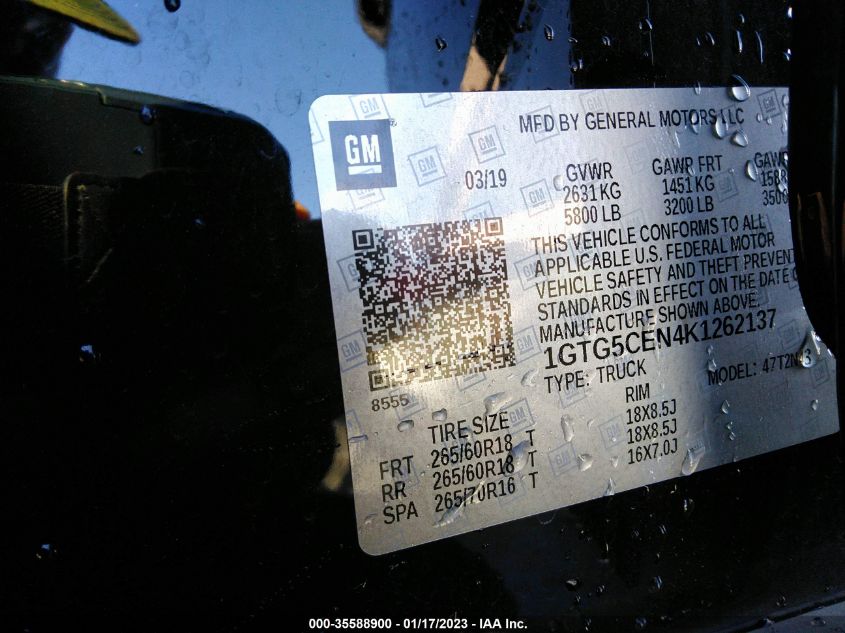 GM
MFD BY GENERAL MOTORS LLC
03/19
GVWR GAWR FRT
2631 KG 1451 KG
5800 LB 3200 LB 3500
THIS VEHICLE CONFORMS TO ALL
APPLICABLE U.S. FEDERAL MOTOR
VEHICLE SAFETY AND THEFT PREVENT
STANDARDS IN EFFECT ON THE DATE
MANUFACTURE SHOWN ABOVE.
1GTG5CEN4K1262137
TYPE: TRUCK MODEL:
8555
TIRE SIZE RIM
FRT 265/60R18 T 18X8.5J
RR 265/60R18 T 18X8.5J
SPA 265/70R16 T 16X7.0J
000-35588900 - 01/17/2023 - IAA Inc.